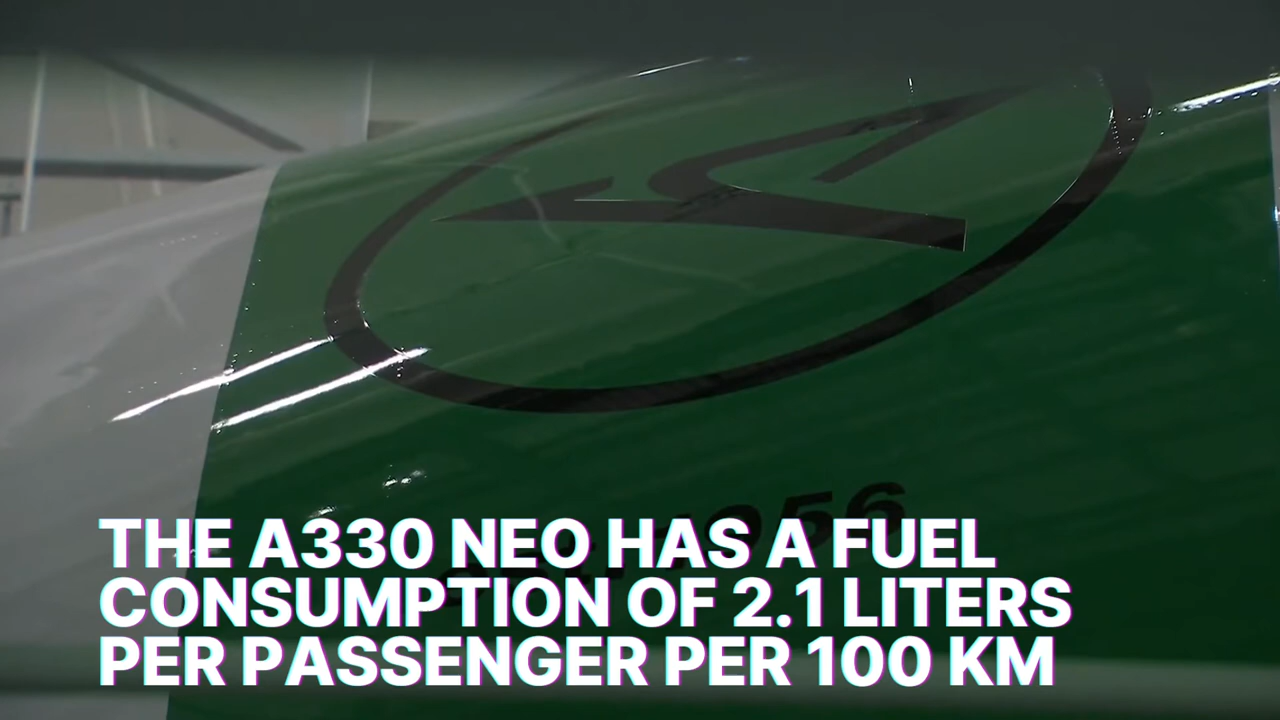 THE A330 NEO HAS A FUEL
CONSUMPTION OF 2.1 LITERS
PER PASSENGER PER 100 KM